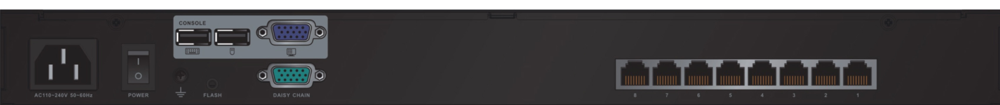 CONSOLE
AC110~240V 50~60Hz
POWER
FLASH
DAISY CHAIN
8 7 6 5 4 3 2 1